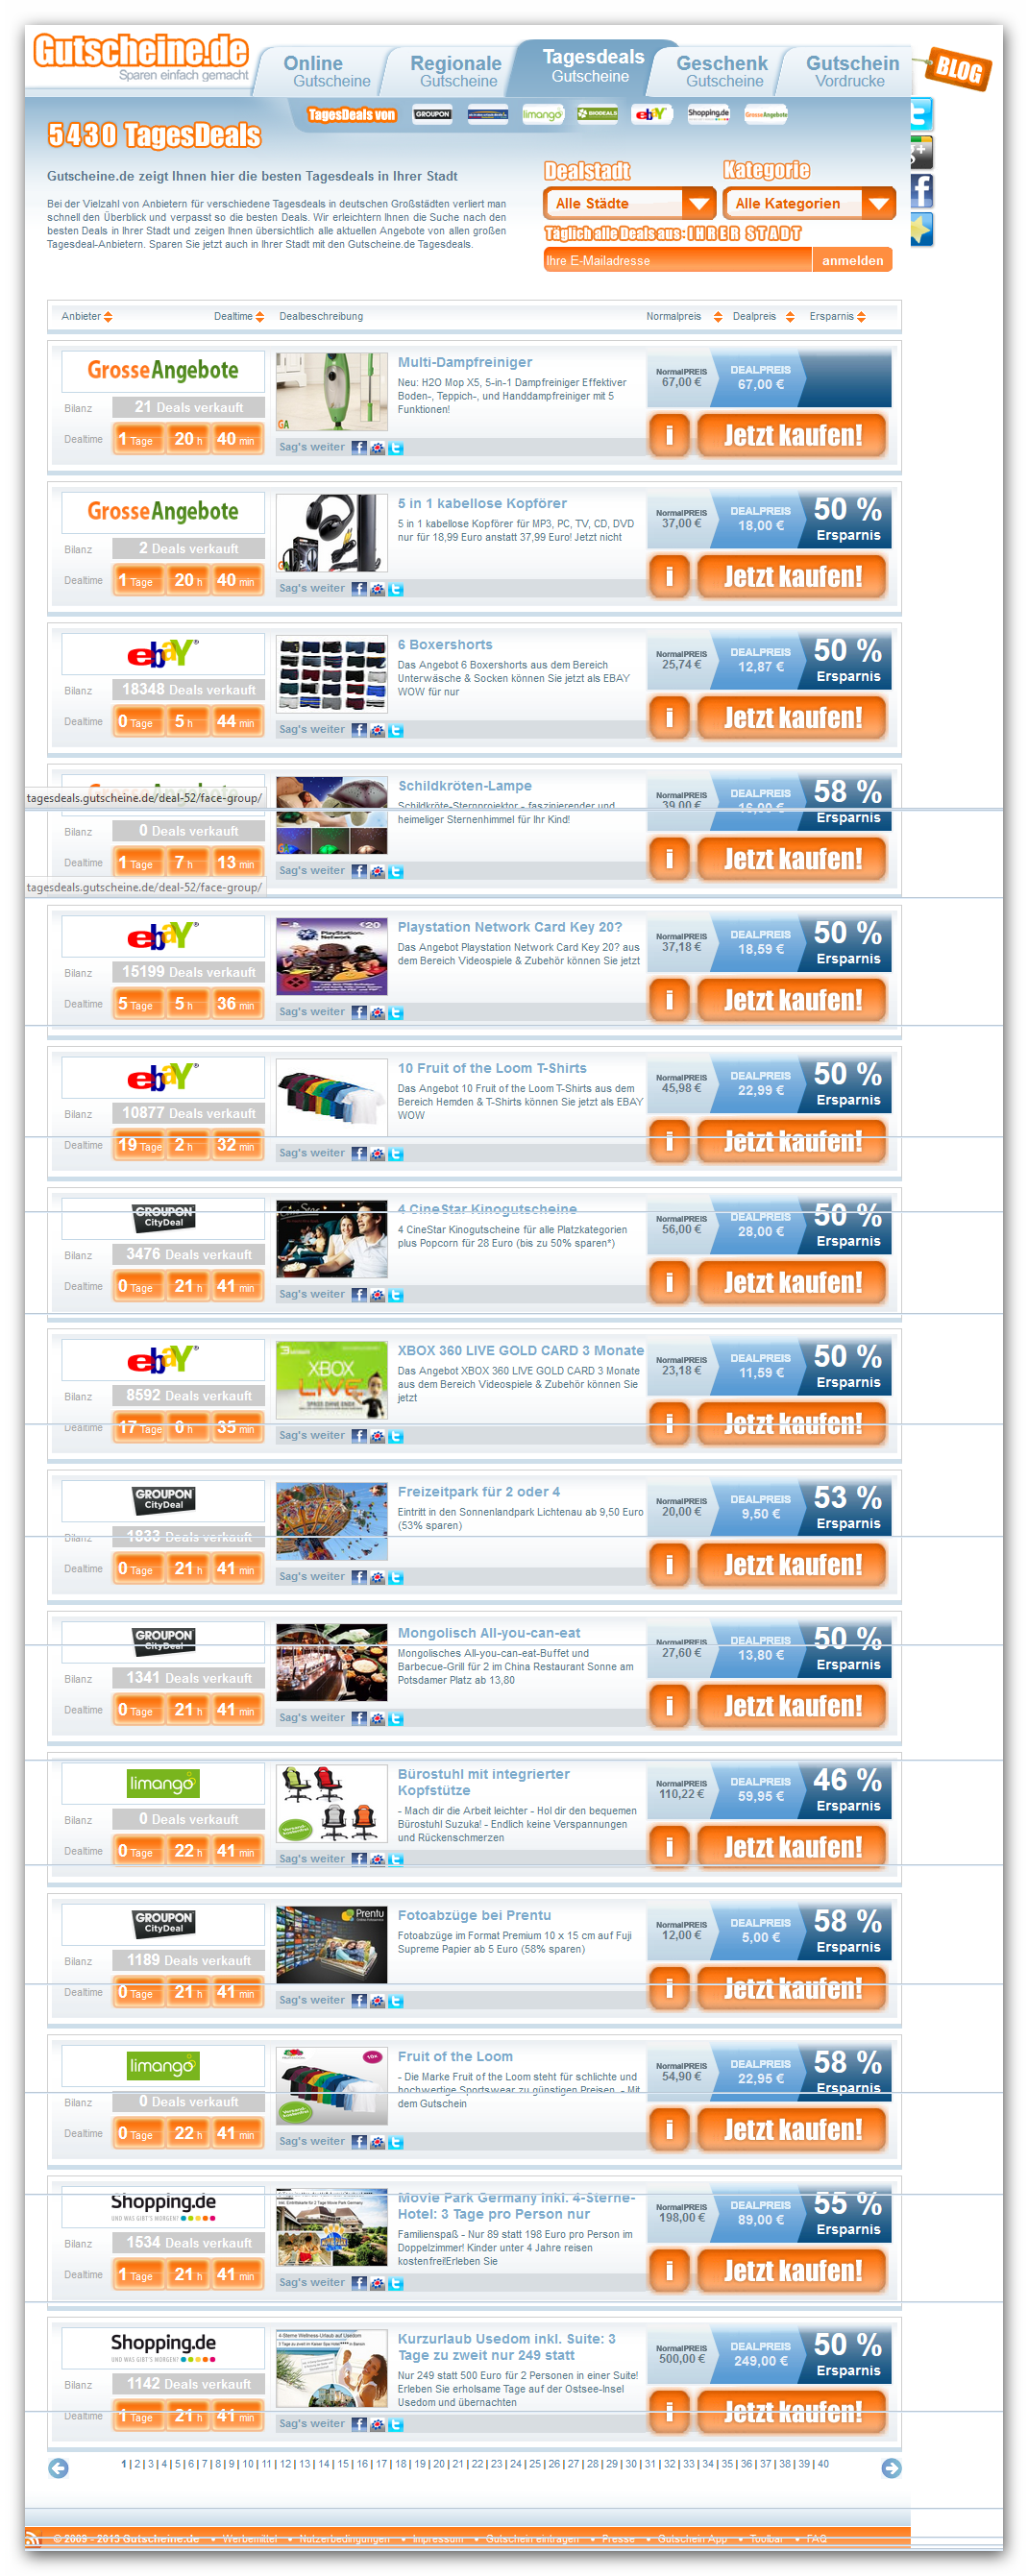 Gutscheine.de
Sparen einfach gemacht
Online
Gutscheine
Regionale
Gutscheine
Tagesdeals
Gutscheine
Geschenk
Gutscheine
Gutschein
Vordrucke
BLOG
TagesDeals von
GROUPON
limango
BIODEALS
ebaY
Shopping.de
GrosseAngebote
5430 TagesDeals
Gutscheine.de zeigt Ihnen hier die besten Tagesdeals in Ihrer Stadt
Bei der Vielzahl von Anbietern für verschiedene Tagesdeals in deutschen Großstädten verliert man
schnell den Überblick und verpasst so die besten Deals. Wir erleichtern Ihnen die Suche nach den
besten Deals in Ihrer Stadt und zeigen Ihnen übersichtlich alle aktuellen Angebote von allen großen
Tagesdeal-Anbietern. Sparen Sie jetzt auch in Ihrer Stadt mit den Gutscheine.de Tagesdeals.
Dealstadt
Kategorie
Alle Städte
Alle Kategorien
Täglich alle Deals aus: IHRER STADT
Ihre E-Mailadresse
anmelden
Anbieter
Dealtime
Dealbeschreibung
Normalpreis
Dealpreis
Ersparnis
GrosseAngebote
Bilanz
21 Deals verkauft
Dealtime
1 Tage 20 h 40 min
Multi-Dampfreiniger
Neu: H2O Mop X5, 5-in-1 Dampfreiniger Effektiver
Boden-, Teppich-, und Handdampfreiniger mit 5
Funktionen!
Sag's weiter
NormalPREIS
67,00 €
DEALPREIS
67,00 €
i
Jetzt kaufen!
GrosseAngebote
Bilanz
2 Deals verkauft
Dealtime
1 Tage 20 h 40 min
5 in 1 kabellose Kopförer
5 in 1 kabellose Kopförer für MP3, PC, TV, CD, DVD
nur für 18,99 Euro anstatt 37,99 Euro! Jetzt nicht
Sag's weiter
NormalPREIS
37,00 €
DEALPREIS
18,00 €
50 %
Ersparnis
i
Jetzt kaufen!
ebaY
Bilanz
18348 Deals verkauft
Dealtime
0 Tage 5 h 44 min
6 Boxershorts
Das Angebot 6 Boxershorts aus dem Bereich
Unterwäsche & Socken können Sie jetzt als EBAY
WOW für nur
Sag's weiter
NormalPREIS
25,74 €
DEALPREIS
12,87 €
50 %
Ersparnis
i
Jetzt kaufen!
tagesdeals.gutscheine.de/deal-52/face-group/
Bilanz
0 Deals verkauft
Dealtime
1 Tage 7 h 13 min
tagesdeals.gutscheine.de/deal-52/face-group/
Schildkröten-Lampe
Schildkröte-Sternprojektor - faszinierender und
heimeliger Sternenhimmel für Ihr Kind!
Sag's weiter
NormalPREIS
39,00 €
DEALPREIS
16,00 €
58 %
Ersparnis
i
Jetzt kaufen!
ebaY
Bilanz
15199 Deals verkauft
Dealtime
5 Tage 5 h 36 min
Playstation Network Card Key 20?
Das Angebot Playstation Network Card Key 20? aus
dem Bereich Videospiele & Zubehör können Sie jetzt
Sag's weiter
NormalPREIS
37,18 €
DEALPREIS
18,59 €
50 %
Ersparnis
i
Jetzt kaufen!
ebaY
Bilanz
10877 Deals verkauft
Dealtime
19 Tage 2 h 32 min
10 Fruit of the Loom T-Shirts
Das Angebot 10 Fruit of the Loom T-Shirts aus dem
Bereich Hemden & T-Shirts können Sie jetzt als EBAY
WOW
Sag's weiter
NormalPREIS
45,98 €
DEALPREIS
22,99 €
50 %
Ersparnis
i
Jetzt kaufen!
GROUPON
CityDeal
Bilanz
3476 Deals verkauft
Dealtime
0 Tage 21 h 41 min
4 CineStar Kinogutscheine
4 CineStar Kinogutscheine für alle Platzkategorien
plus Popcorn für 28 Euro (bis zu 50% sparen*)
Sag's weiter
NormalPREIS
56,00 €
DEALPREIS
28,00 €
50 %
Ersparnis
i
Jetzt kaufen!
ebaY
Bilanz
8592 Deals verkauft
Dealtime
17 Tage 0 h 35 min
XBOX LIVE
XBOX 360 LIVE GOLD CARD 3 Monate
Das Angebot XBOX 360 LIVE GOLD CARD 3 Monate
aus dem Bereich Videospiele & Zubehör können Sie
jetzt
Sag's weiter
NormalPREIS
23,18 €
DEALPREIS
11,59 €
50 %
Ersparnis
i
Jetzt kaufen!
GROUPON
CityDeal
Bilanz
1833 Deals verkauft
Dealtime
0 Tage 21 h 41 min
Freizeitpark für 2 oder 4
Eintritt in den Sonnenlandpark Lichtenau ab 9,50 Euro
(53% sparen)
Sag's weiter
NormalPREIS
20,00 €
DEALPREIS
9,50 €
53 %
Ersparnis
i
Jetzt kaufen!
GROUPON
CityDeal
Bilanz
1341 Deals verkauft
Dealtime
0 Tage 21 h 41 min
Mongolisch All-you-can-eat
Mongolisches All-you-can-eat-Buffet und
Barbecue-Grill für 2 im China Restaurant Sonne am
Potsdamer Platz ab 13,80
Sag's weiter
NormalPREIS
27,60 €
DEALPREIS
13,80 €
50 %
Ersparnis
i
Jetzt kaufen!
limango
Bilanz
0 Deals verkauft
Dealtime
0 Tage 22 h 41 min
Bürostuhl mit integrierter
Kopfstütze
- Mach dir die Arbeit leichter - Hol dir den bequemen
Bürostuhl Suzuka! - Endlich keine Verspannungen
und Rückenschmerzen
Sag's weiter
NormalPREIS
110,22 €
DEALPREIS
59,95 €
46 %
Ersparnis
i
Jetzt kaufen!
GROUPON
CityDeal
Bilanz
1189 Deals verkauft
Dealtime
0 Tage 21 h 41 min
Prentu
Fotoabzüge bei Prentu
Fotoabzüge im Format Premium 10 x 15 cm auf Fuji
Supreme Papier ab 5 Euro (58% sparen)
Sag's weiter
NormalPREIS
12,00 €
DEALPREIS
5,00 €
58 %
Ersparnis
i
Jetzt kaufen!
limango
Bilanz
0 Deals verkauft
Dealtime
0 Tage 22 h 41 min
Fruit of the Loom
- Die Marke Fruit of the Loom steht für schlichte und
hochwertige Sportswear zu günstigen Preisen. - Mit
dem Gutschein
Sag's weiter
NormalPREIS
54,90 €
DEALPREIS
22,95 €
58 %
Ersparnis
i
Jetzt kaufen!
Shopping.de
UND WAS GIBT'S MORGEN?
Bilanz
1534 Deals verkauft
Dealtime
1 Tage 21 h 41 min
Movie Park Germany inkl. 4-Sterne-
Hotel: 3 Tage pro Person nur
Familienspaß - Nur 89 statt 198 Euro pro Person im
Doppelzimmer! Kinder unter 4 Jahre reisen
kostenfrei!Erleben Sie
Sag's weiter
NormalPREIS
198,00 €
DEALPREIS
89,00 €
55 %
Ersparnis
i
Jetzt kaufen!
Shopping.de
UND WAS GIBT'S MORGEN?
Bilanz
1142 Deals verkauft
Dealtime
1 Tage 21 h 41 min
4-Sterne Wellness-Urlaub auf Usedom
Kurzurlaub Usedom inkl. Suite: 3
Tage zu zweit nur 249 statt
Nur 249 statt 500 Euro für 2 Personen in einer Suite!
Erleben Sie erholsame Tage auf der Ostsee-Insel
Usedom und übernachten
Sag's weiter
NormalPREIS
500,00 €
DEALPREIS
249,00 €
50 %
Ersparnis
i
Jetzt kaufen!
1 | 2 | 3 | 4 | 5 | 6 | 7 | 8 | 9 | 10 | 11 | 12 | 13 | 14 | 15 | 16 | 17 | 18 | 19 | 20 | 21 | 22 | 23 | 24 | 25 | 26 | 27 | 28 | 29 | 30 | 31 | 32 | 33 | 34 | 35 | 36 | 37 | 38 | 39 | 40
© 2009 - 2013 Gutscheine.de • Werbemittel • Nutzerbedingungen • Impressum • Gutschein eintragen • Presse • Gutschein App • Toolbar • FAQ